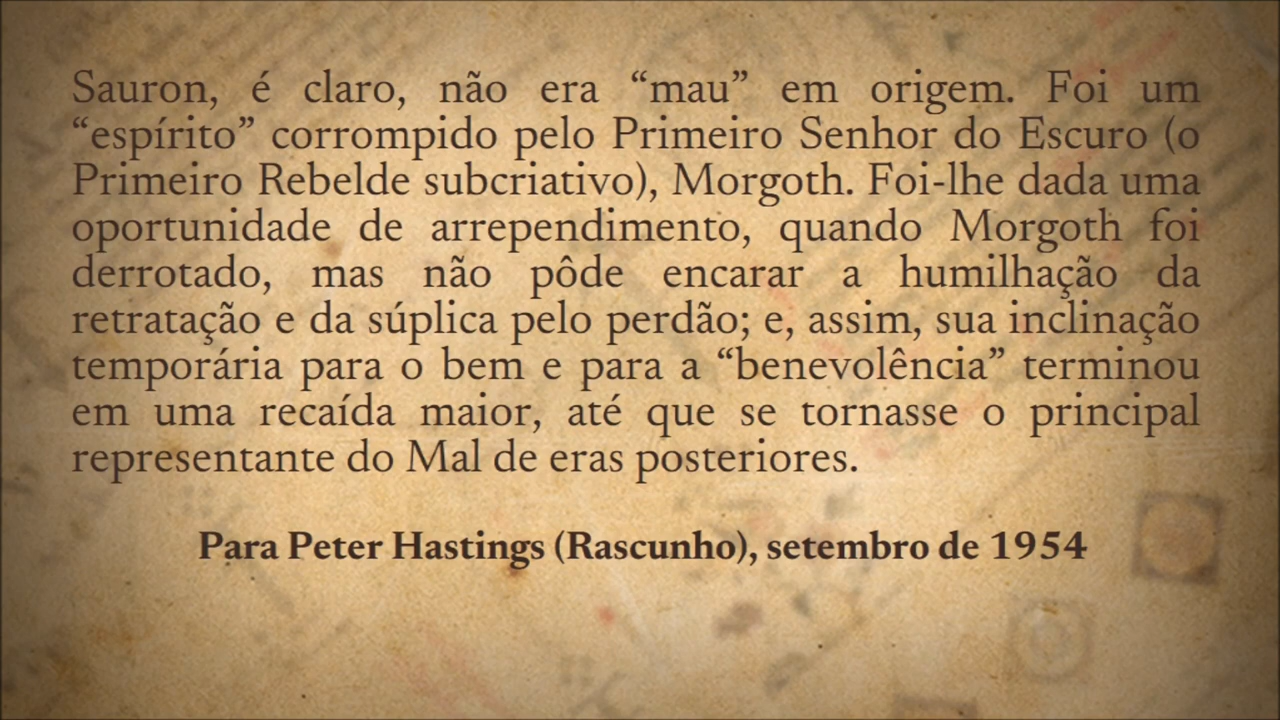 Sauron, é claro, não era “mau” em origem. Foi um
“espírito” corrompido pelo Primeiro Senhor do Escuro (o
Primeiro Rebelde subcriativo), Morgoth. Foi-lhe dada uma
oportunidade de arrependimento, quando Morgoth foi
derrotado, mas não pôde encarar a humilhação da
retratação e da súplica pelo perdão; e, assim, sua inclinação
temporária para o bem e para a “benevolência” terminou
em uma recaída maior, até que se tornasse o principal
representante do Mal de eras posteriores.
Para Peter Hastings (Rascunho), setembro de 1954